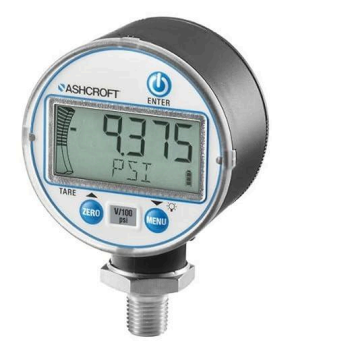 ASHCROFT
ENTER
9.375
PSI
TARE
ZERO
V/100
psi
MENU